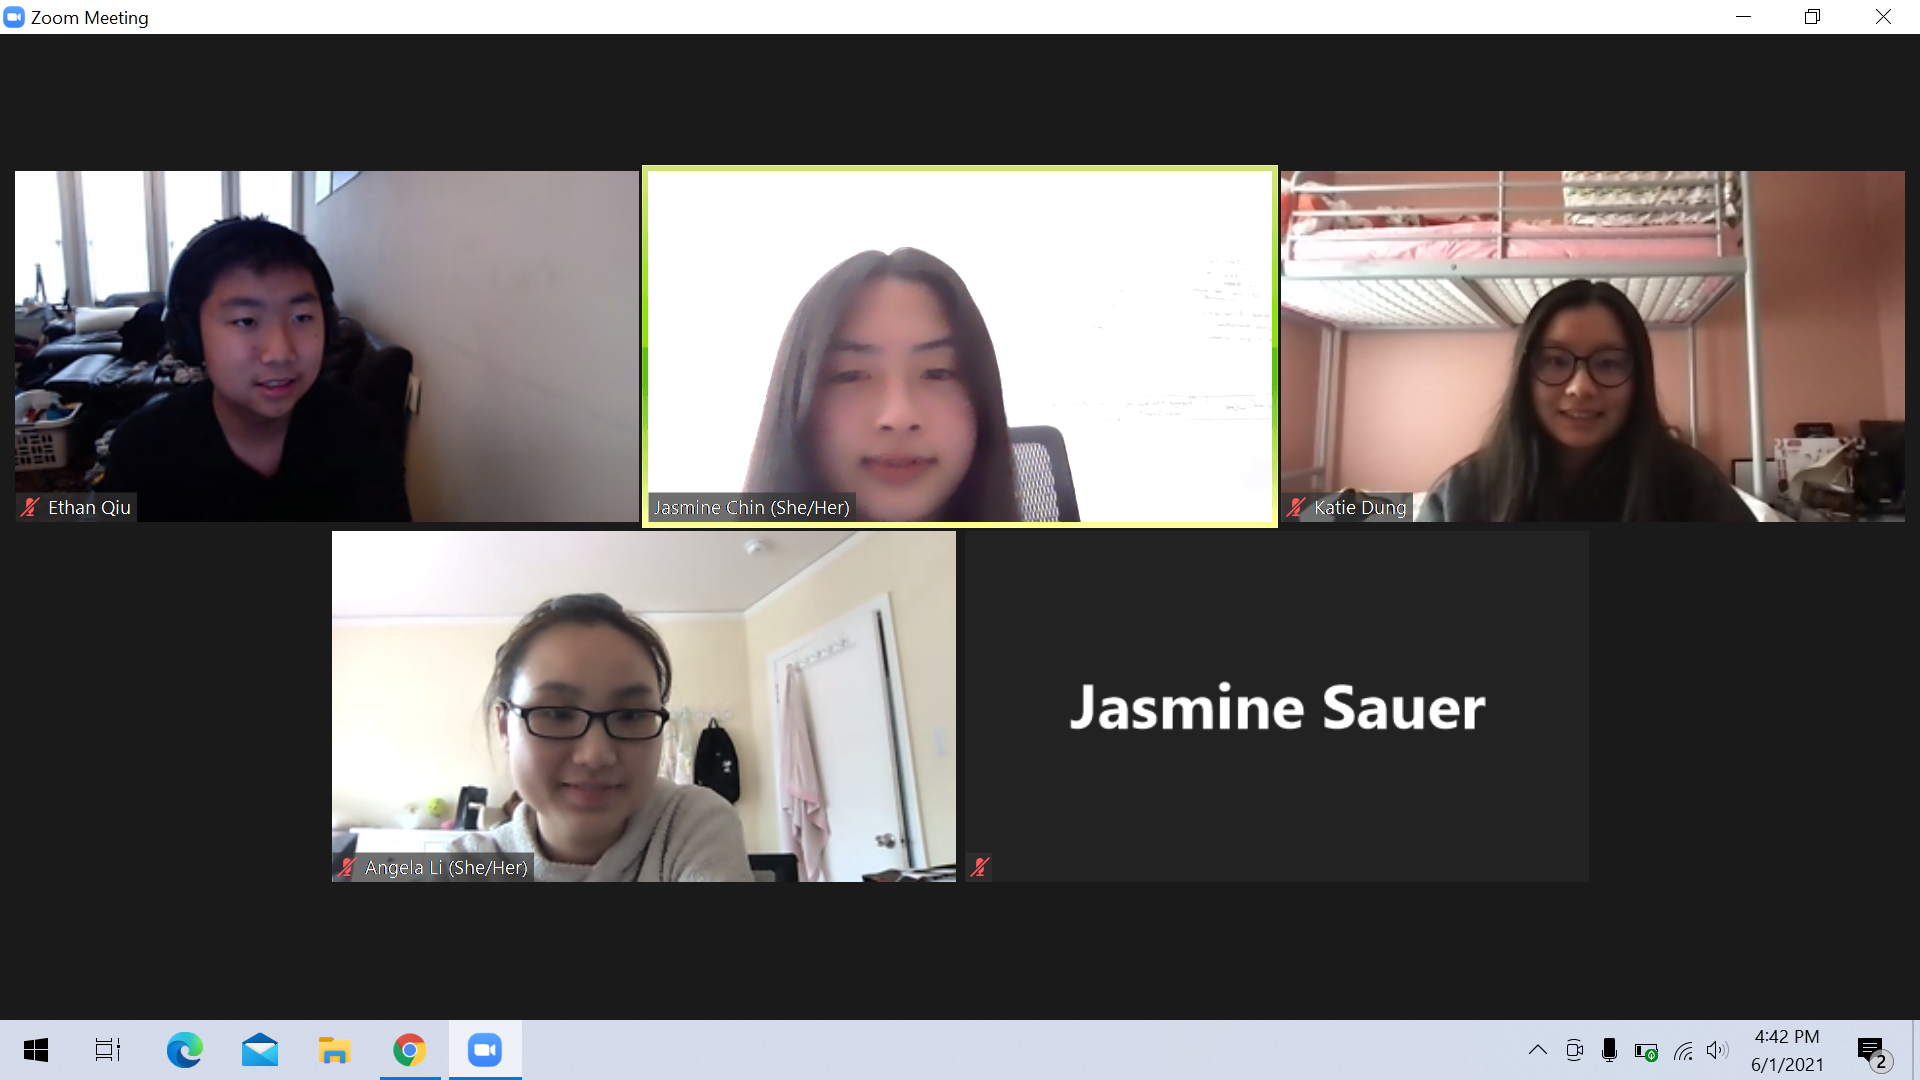 Zoom Meeting
Ethan Qiu
Jasmine Chin (She/Her)
Katie Dung
Angela Li (She/Her)
Jasmine Sauer
4:42 PM
6/1/2021
2